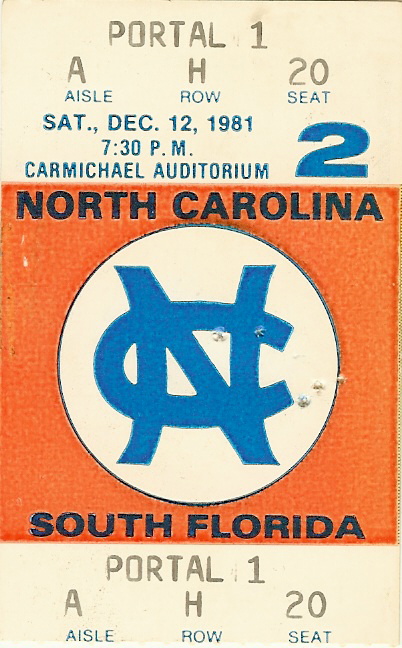 PORTAL 1
A H 20
AISLE ROW SEAT
SAT., DEC. 12, 1981
7:30 P.M.
CARMICHAEL AUDITORIUM
2
NORTH CAROLINA
NC
SOUTH FLORIDA
PORTAL 1
A H 20
AISLE ROW SEAT